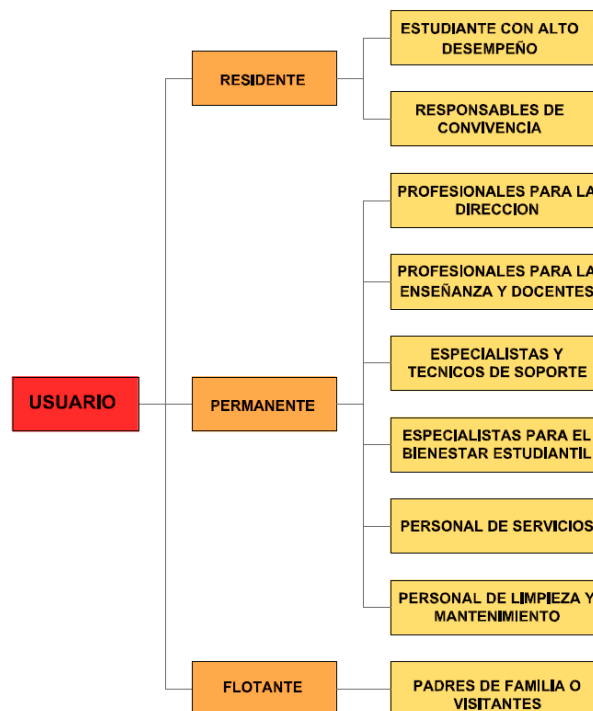 ESTUDIANTE CON ALTO
DESEMPEÑO
RESIDENTE
RESPONSABLES DE
CONVIVENCIA
PROFESIONALES PARA LA
DIRECCION
PROFESIONALES PARA LA
ENSEÑANZA Y DOCENTES
ESPECIALISTAS Y
TECNICOS DE SOPORTE
USUARIO
PERMANENTE
ESPECIALISTAS PARA EL
BIENESTAR ESTUDIANTIL
PERSONAL DE SERVICIOS
PERSONAL DE LIMPIEZA Y
MANTENIMIENTO
FLOTANTE
PADRES DE FAMILIA O
VISITANTES